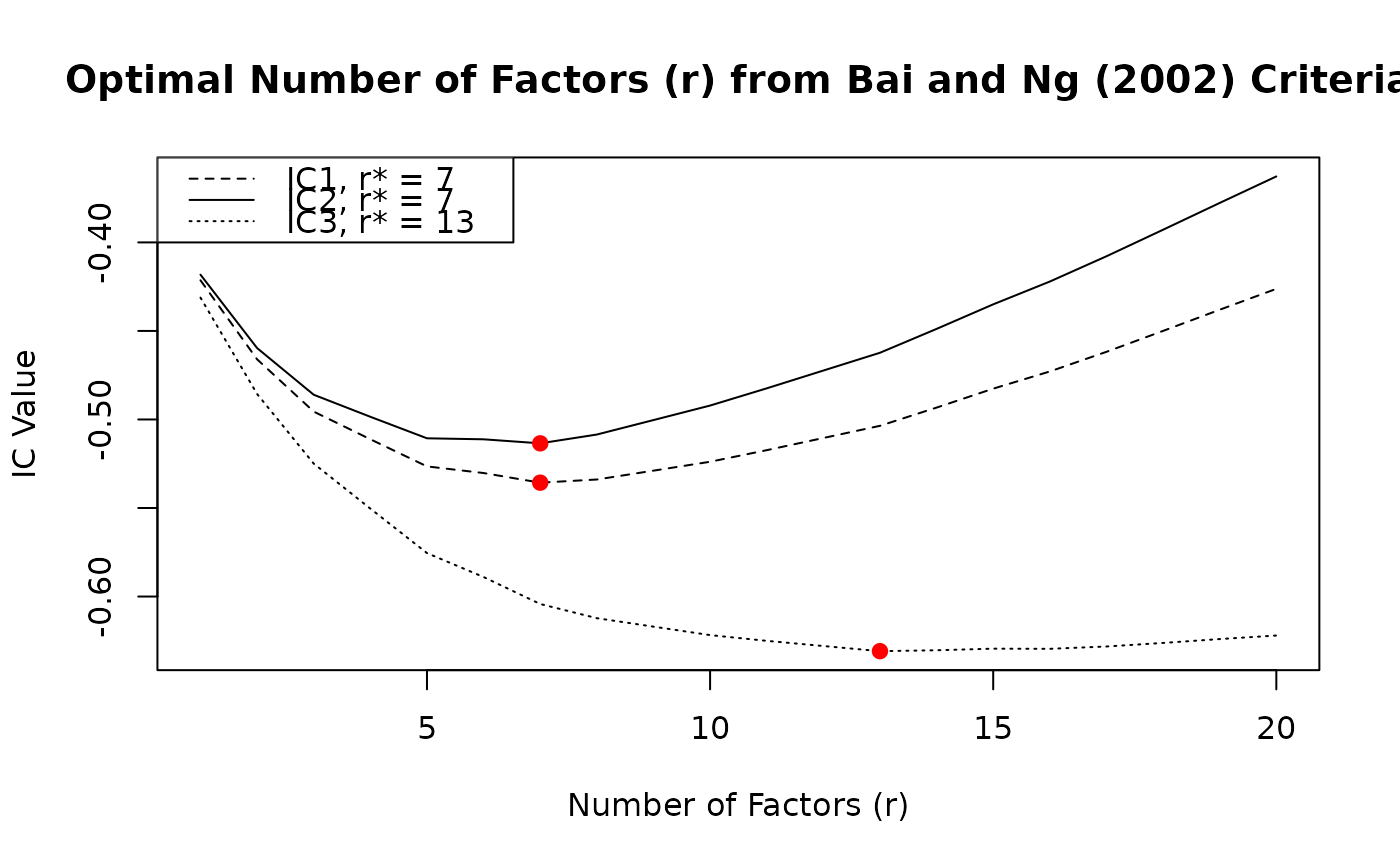 Optimal Number of Factors (r) from Bai and Ng (2002) Criteria
IC1, r* = 7
IC2, r* = 7
IC3, r* = 13
-0.40
-0.50
-0.60
IC Value
5 10 15 20
Number of Factors (r)